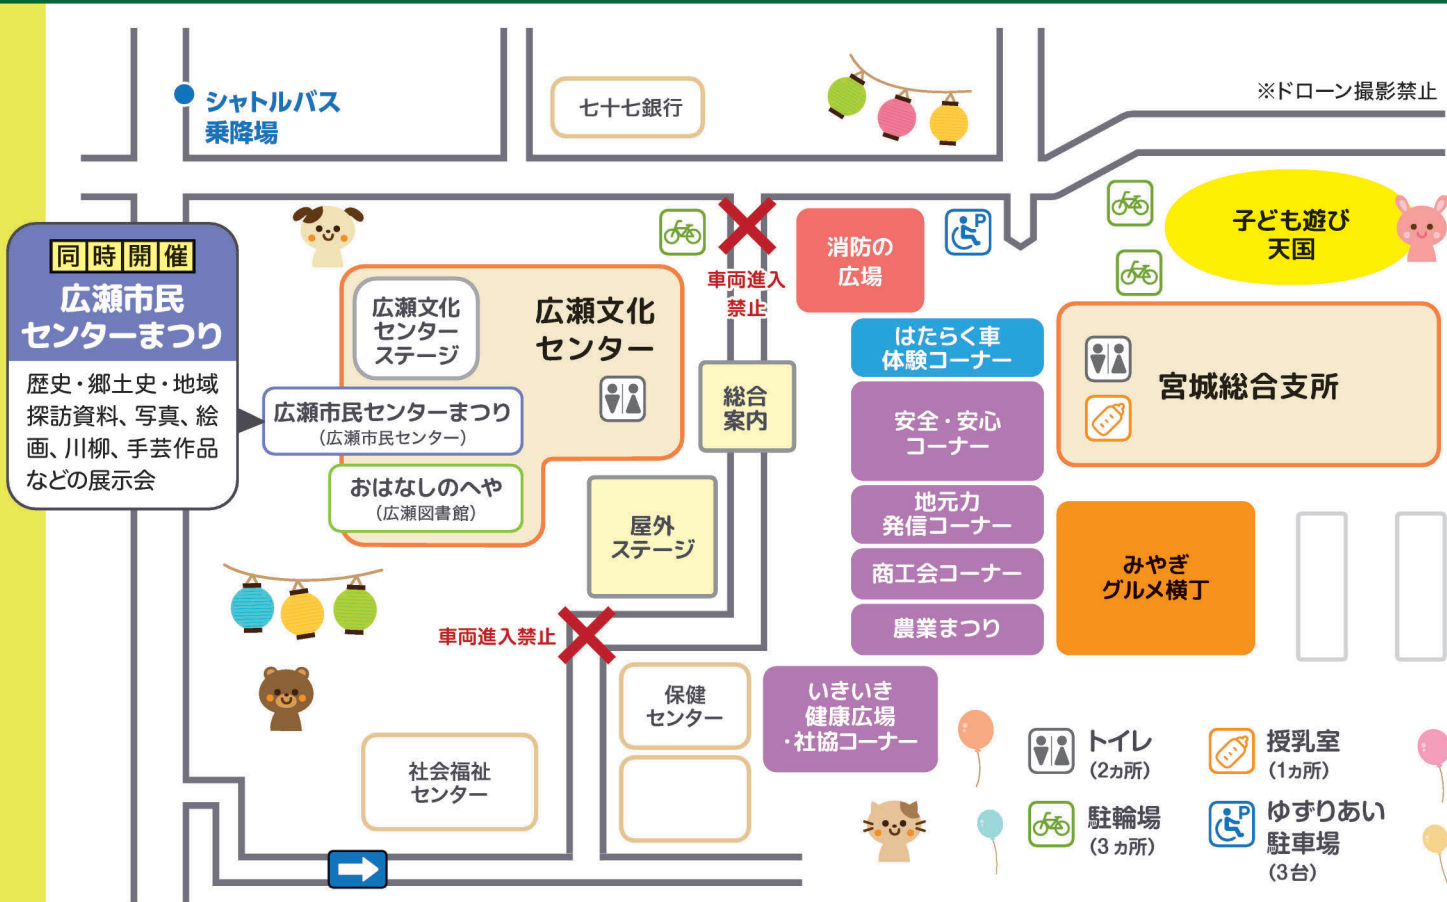 シャトルバス
乗降場
七十七銀行
※ドローン撮影禁止
同時開催
広瀬市民
センターまつり
歴史・郷土史・地域
探訪資料、写真、絵
画、川柳、手芸作品
などの展示会
広瀬文化
センター
ステージ
広瀬文化
センター
広瀬市民センターまつり
(広瀬市民センター)
おはなしのへや
(広瀬図書館)
車両進入
禁止
消防の
広場
P
子ども遊び
天国
はたらく車
体験コーナー
総合
案内
安全・安心
コーナー
宮城総合支所
地元力
発信コーナー
屋外
ステージ
商工会コーナー
みやぎ
グルメ横丁
農業まつり
車両進入禁止
保健
センター
いきいき
健康広場
・社協コーナー
社会福祉
センター
トイレ
(2ヵ所)
授乳室
(1ヵ所)
駐輪場
(3ヵ所)
P
ゆずりあい
駐車場
(3台)